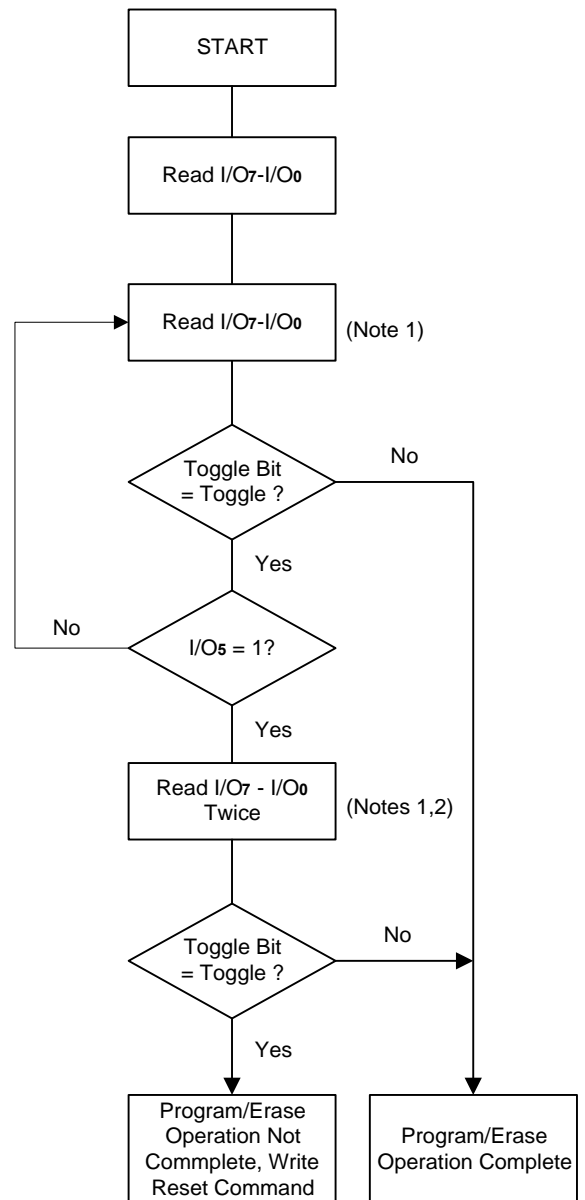 START
Read I/O7-I/O0
Read I/O7-I/O0
(Note 1)
Toggle Bit
= Toggle ?
No
Yes
No
I/O5 = 1?
Yes
Read I/O7 - I/O0
Twice
(Notes 1,2)
Toggle Bit
= Toggle ?
No
Yes
Program/Erase
Operation Not
Commplete, Write
Reset Command
Program/Erase
Operation Complete